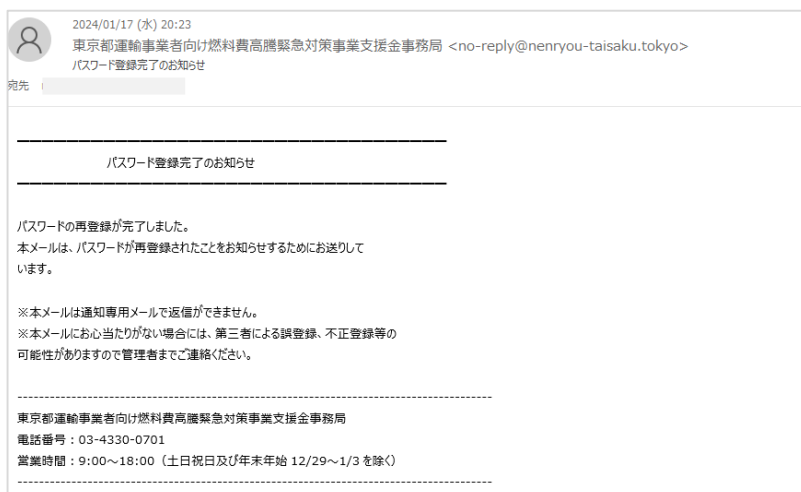 2024/01/17 (水) 20:23
東京都運輸事業者向け燃料費高騰緊急対策事業支援金事務局 <no-reply@nenryou-taisaku.tokyo>
パスワード登録完了のお知らせ
宛先
パスワード登録完了のお知らせ
パスワードの再登録が完了しました。
本メールは、パスワードが再登録されたことをお知らせするためにお送りして
います。
※本メールは通知専用メールで返信ができません。
※本メールにお心当たりがない場合には、第三者による誤登録、不正登録等の
可能性がありますので管理者までご連絡ください。
--------------------------------------------------------------------------------
東京都運輸事業者向け燃料費高騰緊急対策事業支援金事務局
電話番号：03-4330-0701
営業時間：9:00～18:00（土日祝日及び年末年始 12/29～1/3 を除く）
--------------------------------------------------------------------------------